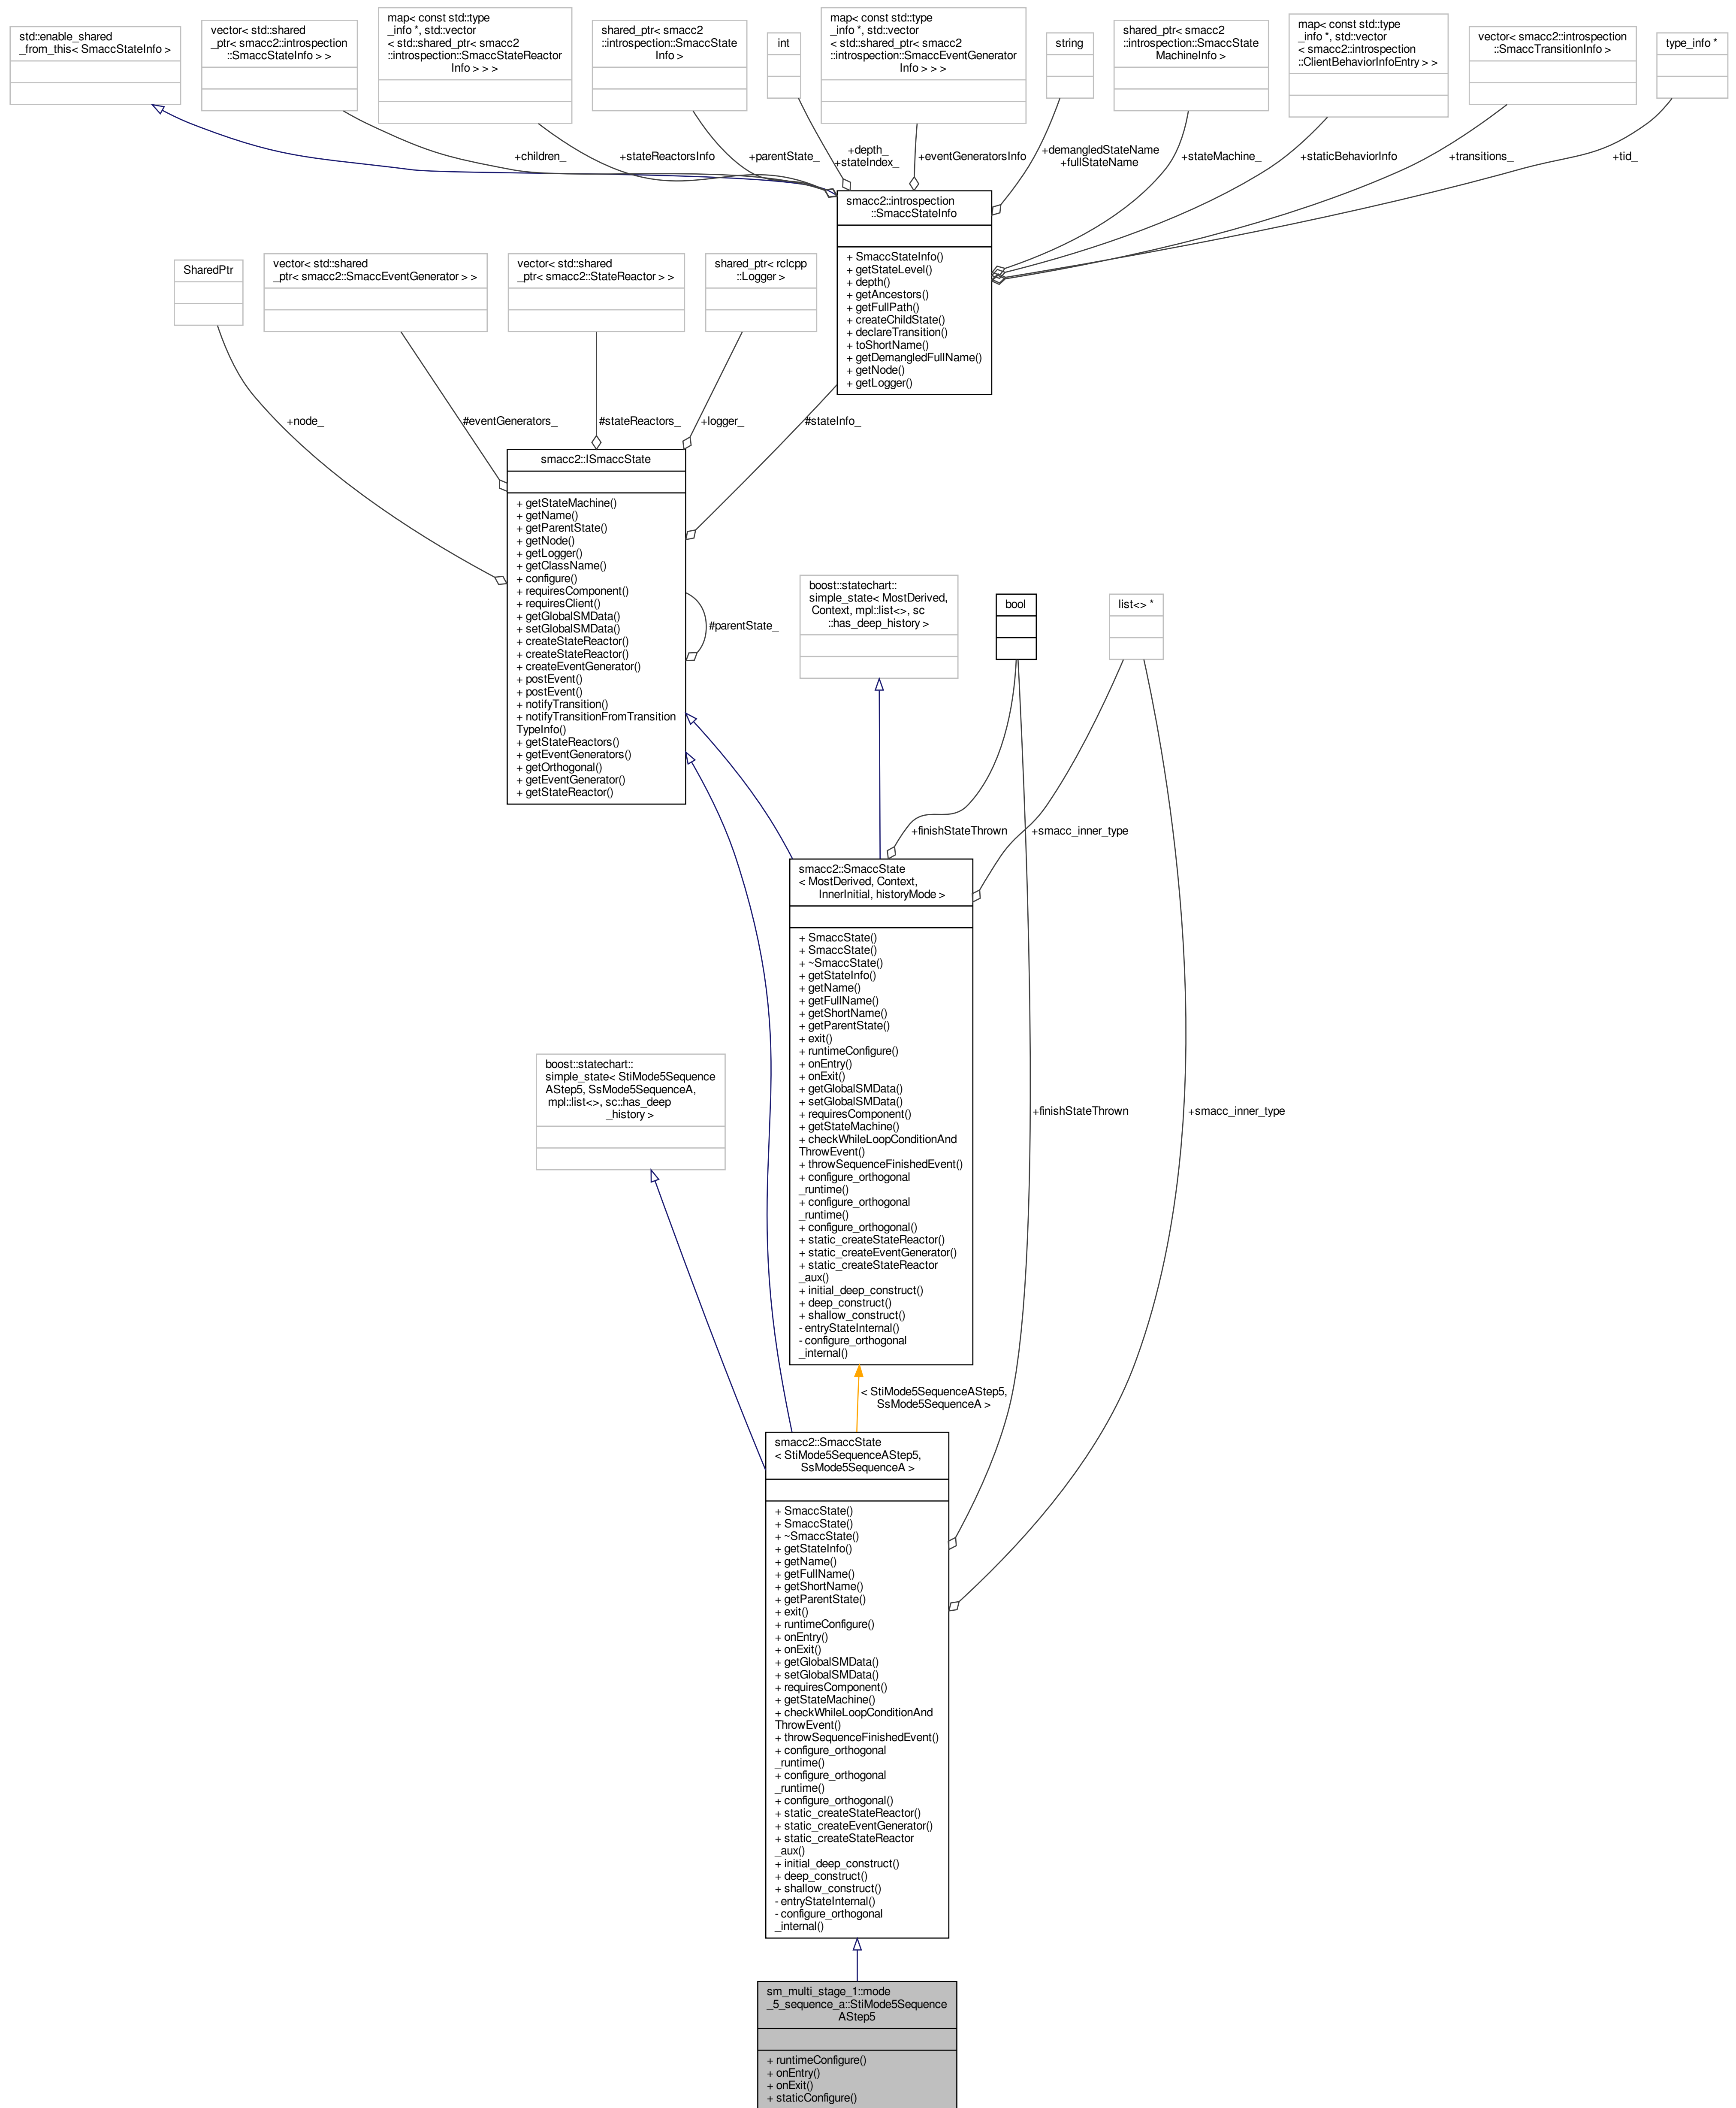 std::enable_shared
_from_this< SmaccStateInfo >
vector< std::shared
_ptr< smacc2::introspection
::SmaccStateInfo > >
map< const std::type
_info *, std::vector
< std::shared_ptr< smacc2
::introspection::SmaccStateReactor
Info > > >
shared_ptr< smacc2
::introspection::SmaccState
Info >
int
map< const std::type
_info *, std::vector
< std::shared_ptr< smacc2
::introspection::SmaccEventGenerator
Info > > >
string
shared_ptr< smacc2
::introspection::SmaccState
MachineInfo >
map< const std::type
_info *, std::vector
< smacc2::introspection
::ClientBehaviorInfoEntry > >
vector< smacc2::introspection
::SmaccTransitionInfo >
type_info *
+children_
+stateReactorsInfo
+parentState_
+depth_
+stateIndex_
+eventGeneratorsInfo
+demangledStateName
+fullStateName
+stateMachine_
+staticBehaviorInfo
+transitions_
+tid_
smacc2::introspection
::SmaccStateInfo
+ SmaccStateInfo()
+ getStateLevel()
+ depth()
+ getAncestors()
+ getFullPath()
+ createChildState()
+ declareTransition()
+ toShortName()
+ getDemangledFullName()
+ getNode()
+ getLogger()
SharedPtr
vector< std::shared
_ptr< smacc2::SmaccEventGenerator > >
vector< std::shared
_ptr< smacc2::StateReactor > >
shared_ptr< rclcpp
::Logger >
+node_
#eventGenerators_
#stateReactors_
+logger_
#stateInfo_
smacc2::ISmaccState
+ getStateMachine()
+ getName()
+ getParentState()
+ getNode()
+ getLogger()
+ getClassName()
+ configure()
+ requiresComponent()
+ requiresClient()
+ getGlobalSMData()
+ setGlobalSMData()
+ createStateReactor()
+ createStateReactor()
+ createEventGenerator()
+ postEvent()
+ postEvent()
+ notifyTransition()
+ notifyTransitionFromTransition
TypeInfo()
+ getStateReactors()
+ getEventGenerators()
+ getOrthogonal()
+ getEventGenerator()
+ getStateReactor()
#parentState_
boost::statechart::
simple_state< MostDerived,
Context, mpl::list<>, sc
::has_deep_history >
bool
list<> *
+finishStateThrown
+smacc_inner_type
smacc2::SmaccState
< MostDerived, Context,
InnerInitial, historyMode >
+ SmaccState()
+ SmaccState()
+ ~SmaccState()
+ getStateInfo()
+ getName()
+ getFullName()
+ getShortName()
+ getParentState()
+ exit()
+ runtimeConfigure()
+ onEntry()
+ onExit()
+ getGlobalSMData()
+ setGlobalSMData()
+ requiresComponent()
+ getStateMachine()
+ checkWhileLoopConditionAnd
ThrowEvent()
+ throwSequenceFinishedEvent()
+ configure_orthogonal
_runtime()
+ configure_orthogonal
_runtime()
+ configure_orthogonal()
+ static_createStateReactor()
+ static_createEventGenerator()
+ static_createStateReactor
_aux()
+ initial_deep_construct()
+ deep_construct()
+ shallow_construct()
- entryStateInternal()
- configure_orthogonal
_internal()
boost::statechart::
simple_state< StiMode5Sequence
AStep5, SsMode5SequenceA,
mpl::list<>, sc::has_deep
_history >
+finishStateThrown
+smacc_inner_type
< StiMode5SequenceAStep5,
SsMode5SequenceA >
smacc2::SmaccState
< StiMode5SequenceAStep5,
SsMode5SequenceA >
+ SmaccState()
+ SmaccState()
+ ~SmaccState()
+ getStateInfo()
+ getName()
+ getFullName()
+ getShortName()
+ getParentState()
+ exit()
+ runtimeConfigure()
+ onEntry()
+ onExit()
+ getGlobalSMData()
+ setGlobalSMData()
+ requiresComponent()
+ getStateMachine()
+ checkWhileLoopConditionAnd
ThrowEvent()
+ throwSequenceFinishedEvent()
+ configure_orthogonal
_runtime()
+ configure_orthogonal
_runtime()
+ configure_orthogonal()
+ static_createStateReactor()
+ static_createEventGenerator()
+ static_createStateReactor
_aux()
+ initial_deep_construct()
+ deep_construct()
+ shallow_construct()
- entryStateInternal()
- configure_orthogonal
_internal()
sm_multi_stage_1::mode
_5_sequence_a::StiMode5Sequence
AStep5
+ runtimeConfigure()
+ onEntry()
+ onExit()
+ staticConfigure()